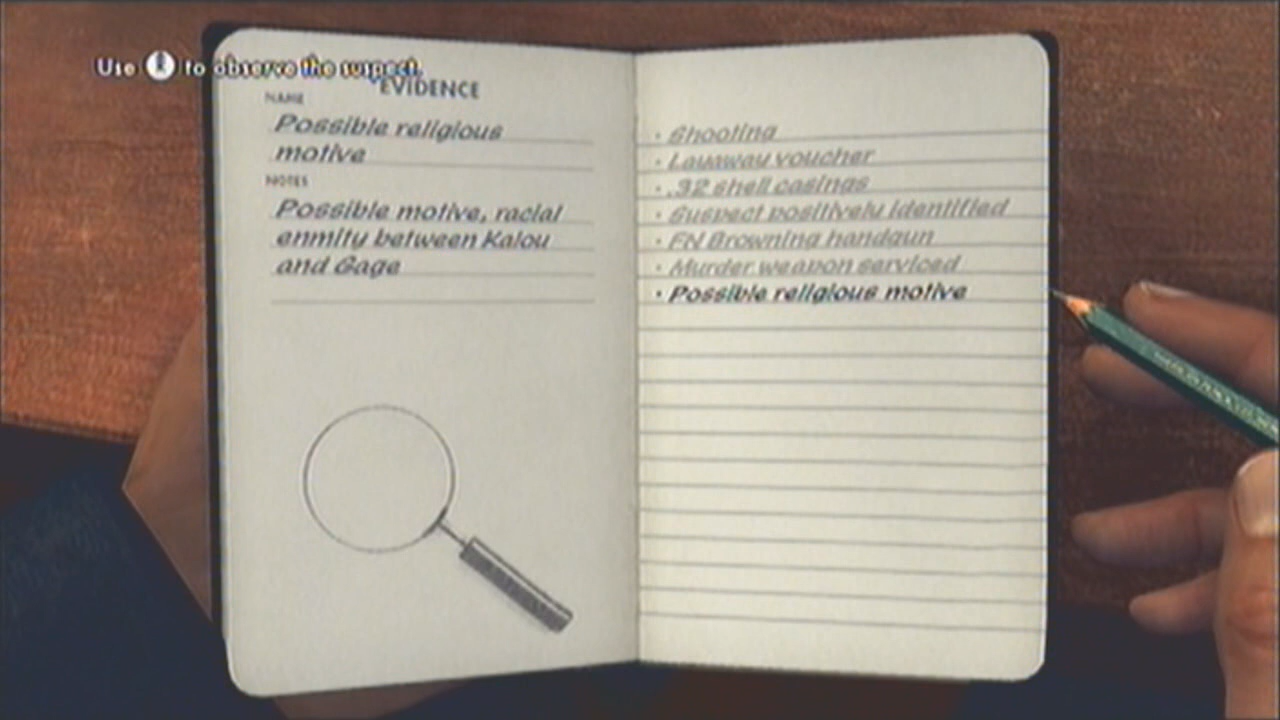 Use R to observe the suspect.
EVIDENCE
NAME
Possible religious
motive
NOTES
Possible motive, racial
enmity between Kalou
and Gage
• Shooting
• Layaway voucher
• .32 shell casings
• Suspect positively identified
• FN Browning handgun
• Murder weapon serviced
• Possible religious motive